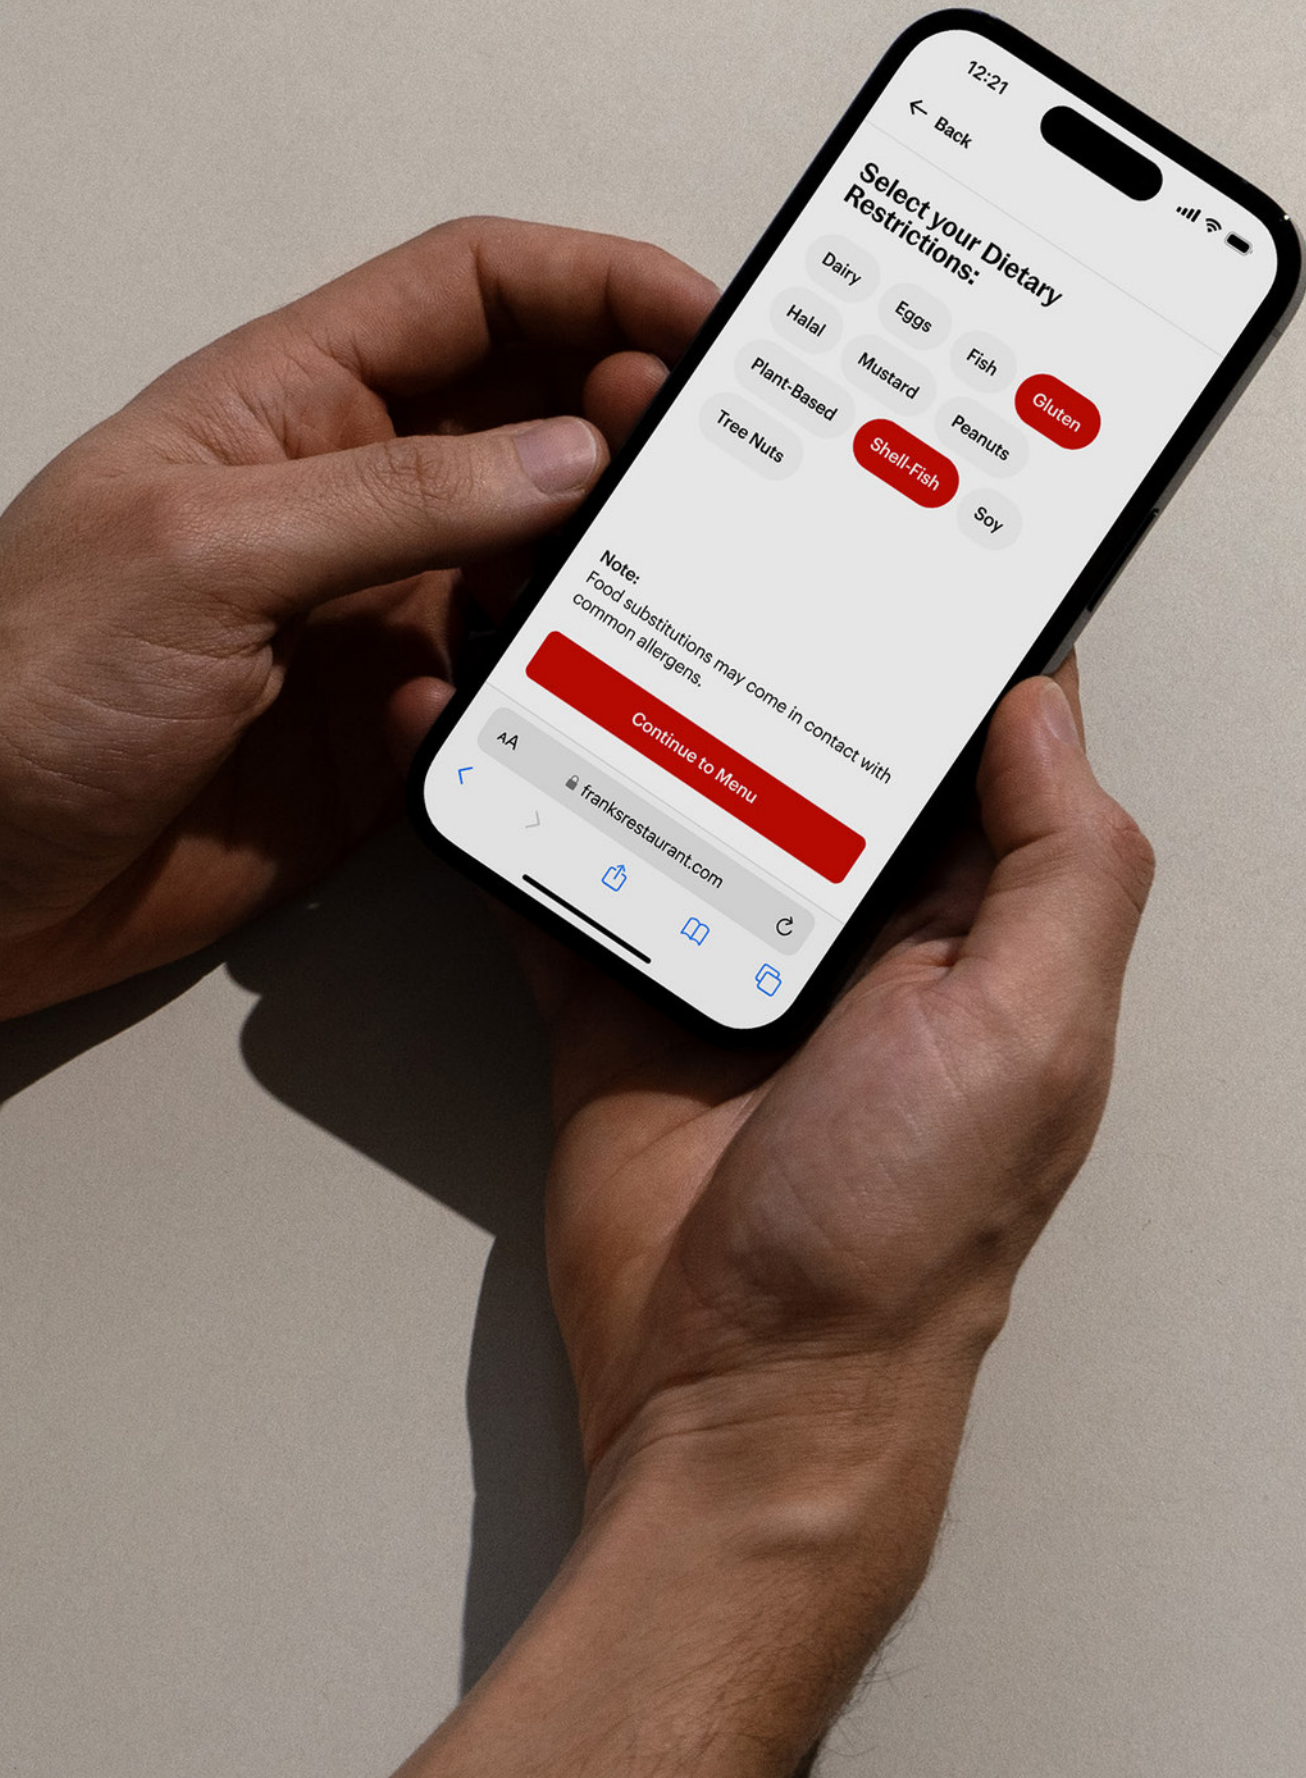 12:21
← Back
Select your Dietary
Restrictions:
Dairy Eggs Fish Gluten
Halal Mustard Peanuts
Plant-Based Shell-Fish Soy
Tree Nuts
Note:
Food substitutions may come in contact with
common allergens.
Continue to Menu
AA franksrestaurant.com